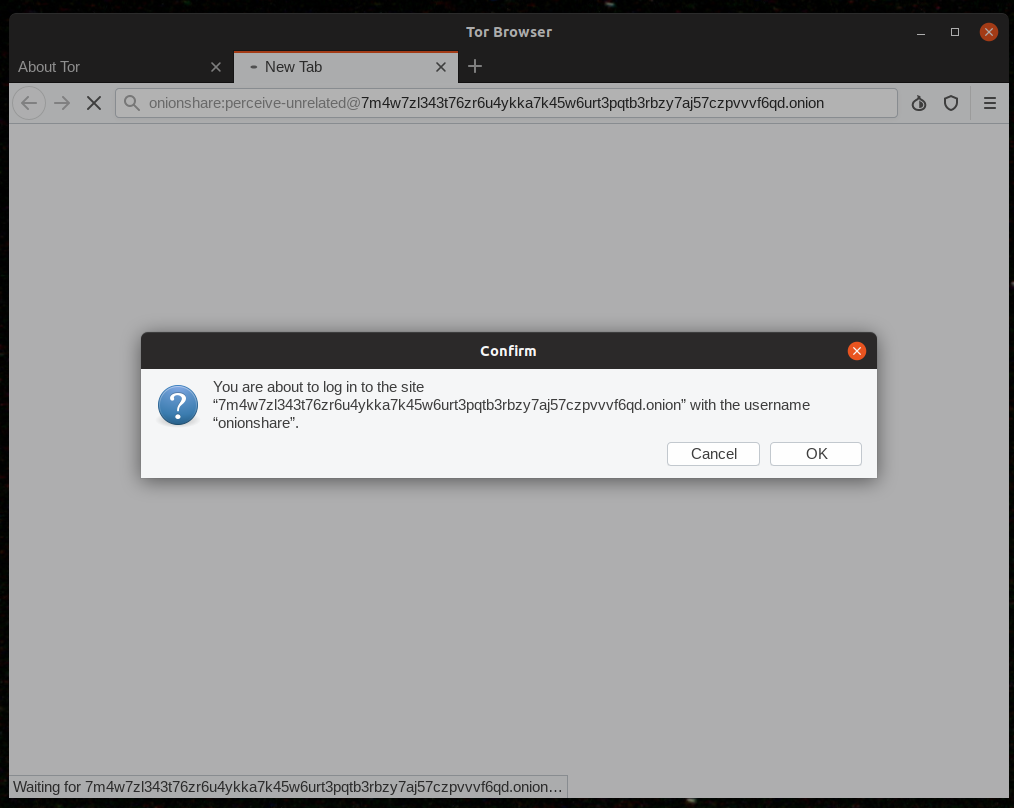 Tor Browser
About Tor
New Tab
onionshare:perceive-unrelated@7m4w7zl343t76zr6u4ykka7k45w6urt3pqtb3rbzy7aj57czpvvvf6qd.onion
Confirm
You are about to log in to the site
“7m4w7zl343t76zr6u4ykka7k45w6urt3pqtb3rbzy7aj57czpvvvf6qd.onion” with the username
“onionshare”.
Cancel
OK
Waiting for 7m4w7zl343t76zr6u4ykka7k45w6urt3pqtb3rbzy7aj57czpvvvf6qd.onion…